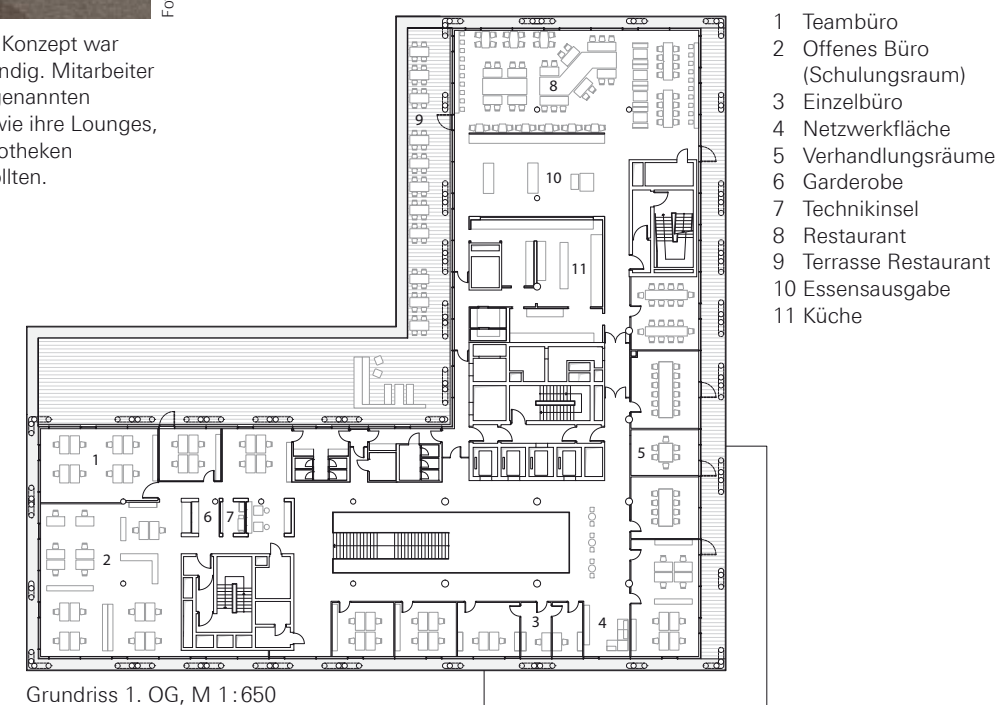 Fo
Konzept war
ndig. Mitarbeiter
genannten
vie ihre Lounges,
otheken
llten.
1 Teambüro
2 Offenes Büro
(Schulungsraum)
3 Einzelbüro
4 Netzwerkfläche
5 Verhandlungsräume
6 Garderobe
7 Technikinsel
8 Restaurant
9 Terrasse Restaurant
10 Essensausgabe
11 Küche
8
9
10
11
1
5
6 7
2
3
4
Grundriss 1. OG, M 1:650